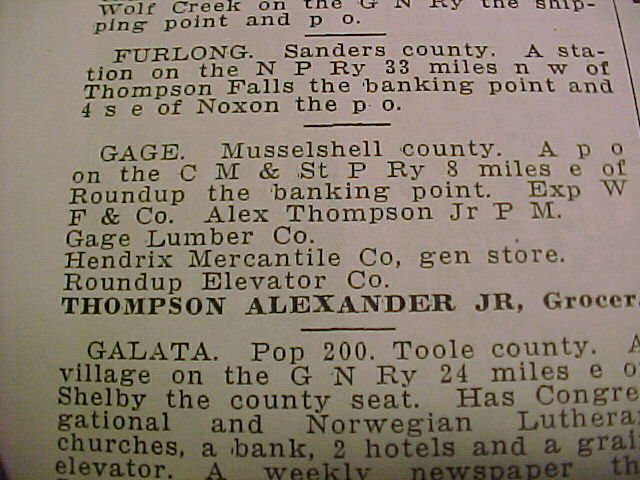 Wolf Creek on the G N Ry the ship-
ping point and p o.
FURLONG. Sanders county. A sta-
tion on the N P Ry 33 miles n w of
Thompson Falls the banking point and
4 s e of Noxon the p o.
GAGE. Musselshell county. A p o
on the C M & St P Ry 8 miles e of
Roundup the banking point. Exp W
F & Co. Alex Thompson Jr P M.
Gage Lumber Co.
Hendrix Mercantile Co, gen store.
Roundup Elevator Co.
THOMPSON ALEXANDER JR, Grocer
GALATA. Pop 200. Toole county. A
village on the G N Ry 24 miles e o
Shelby the county seat. Has Congre
gational and Norwegian Luthera
churches, a bank, 2 hotels and a grai
elevator. A weekly newspaper th